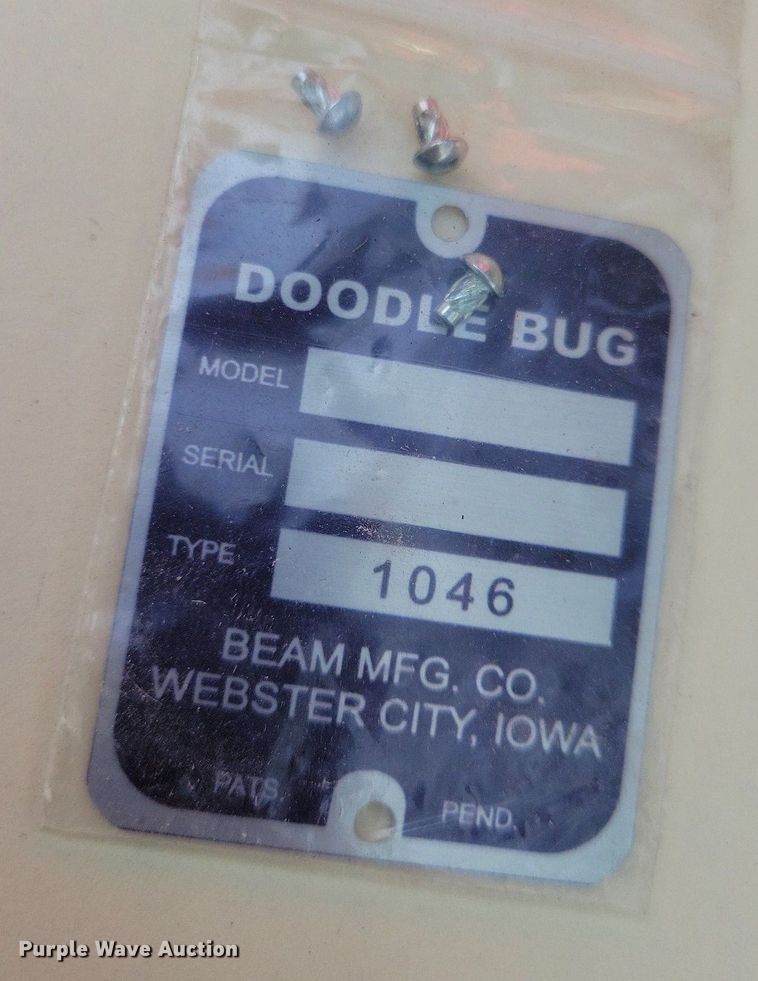 DOODLE BUG
MODEL
SERIAL
TYPE 1046
BEAM MFG. CO.
WEBSTER CITY, IOWA
PATS. PEND.
Purple Wave Auction